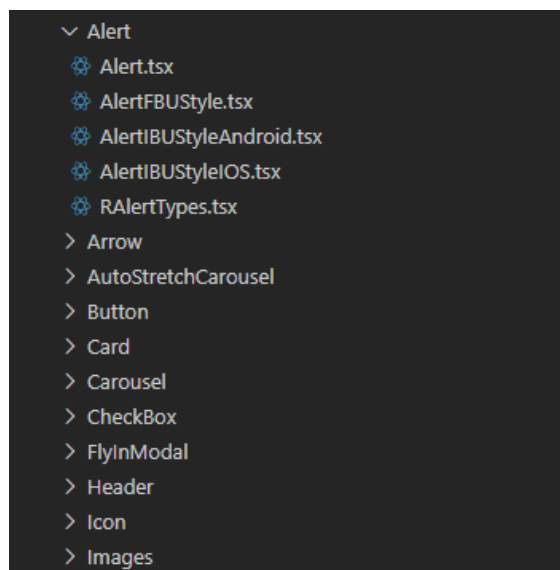 Alert
Alert.tsx
AlertFBUStyle.tsx
AlertIBUStyleAndroid.tsx
AlertIBUStyleIOS.tsx
RAlertTypes.tsx
Arrow
AutoStretchCarousel
Button
Card
Carousel
CheckBox
FlyInModal
Header
Icon
Images